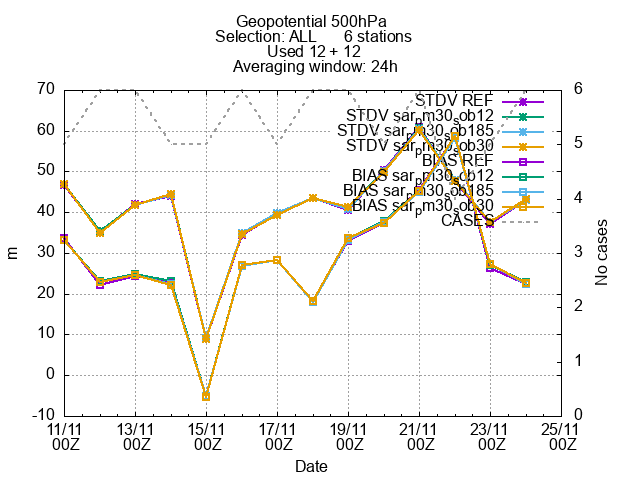 Geopotential 500hPa
Selection: ALL 6 stations
Used 12 + 12
Averaging window: 24h
70 6
STDV REF
STDV sar_pm30_sob12
60
STDV sar_pm30_sob185
5
STDV sar_pm30_sob30
50
BIAS REF
BIAS sar_pm30_sob12
BIAS sar_pm30_sob185
4
BIAS sar_pm30_sob30
40
CASES
30 3
20 2
10
1
0
-10 0
m
No cases
11/11 13/11 15/11 17/11 19/11 21/11 23/11 25/11
00Z 00Z 00Z 00Z 00Z 00Z 00Z 00Z
Date